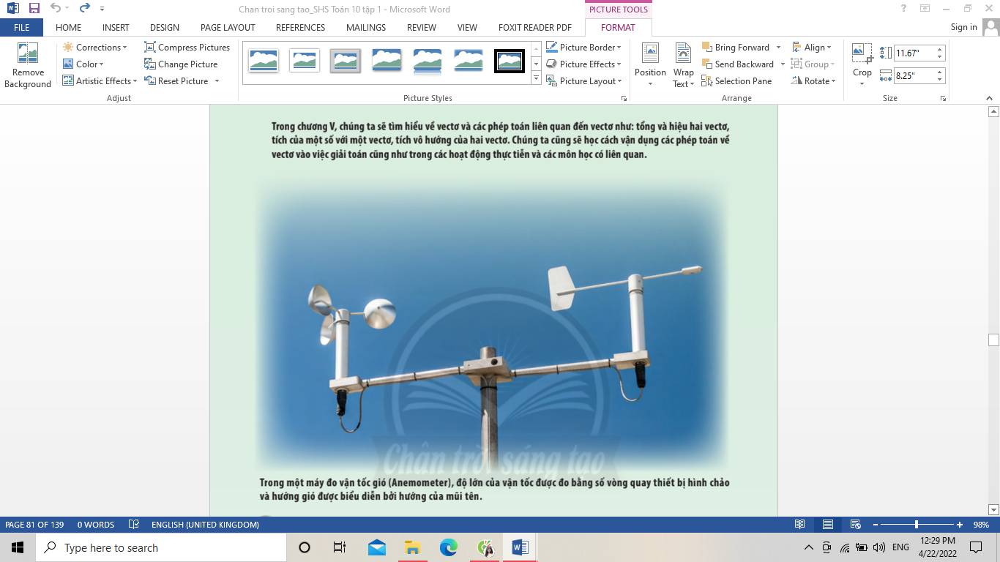 Chan troi sang tao_SHS Toán 10 tập 1 - Microsoft Word
PICTURE TOOLS
?
FILE
HOME
INSERT
DESIGN
PAGE LAYOUT
REFERENCES
MAILINGS
REVIEW
VIEW
FOXIT READER PDF
FORMAT
Sign in
Remove Background
Corrections
Color
Artistic Effects
Compress Pictures
Change Picture
Reset Picture
Adjust
Picture Styles
Picture Border
Picture Effects
Picture Layout
Position
Wrap Text
Bring Forward
Send Backward
Selection Pane
Align
Group
Rotate
Arrange
Crop
11.67"
8.25"
Size
Trong chương V, chúng ta sẽ tìm hiểu về vectơ và các phép toán liên quan đến vectơ như: tổng và hiệu hai vectơ,
tích của một số với một vectơ, tích vô hướng của hai vectơ. Chúng ta cũng sẽ học cách vận dụng các phép toán về
vectơ vào việc giải toán cũng như trong các hoạt động thực tiễn và các môn học có liên quan.
Chân trời sáng tạo
Trong một máy đo vận tốc gió (Anemometer), độ lớn của vận tốc được đo bằng số vòng quay thiết bị hình chảo
và hướng gió được biểu diễn bởi hướng của mũi tên.
PAGE 81 OF 139
0 WORDS
ENGLISH (UNITED KINGDOM)
98%
Type here to search
ENG
12:29 PM
4/22/2022